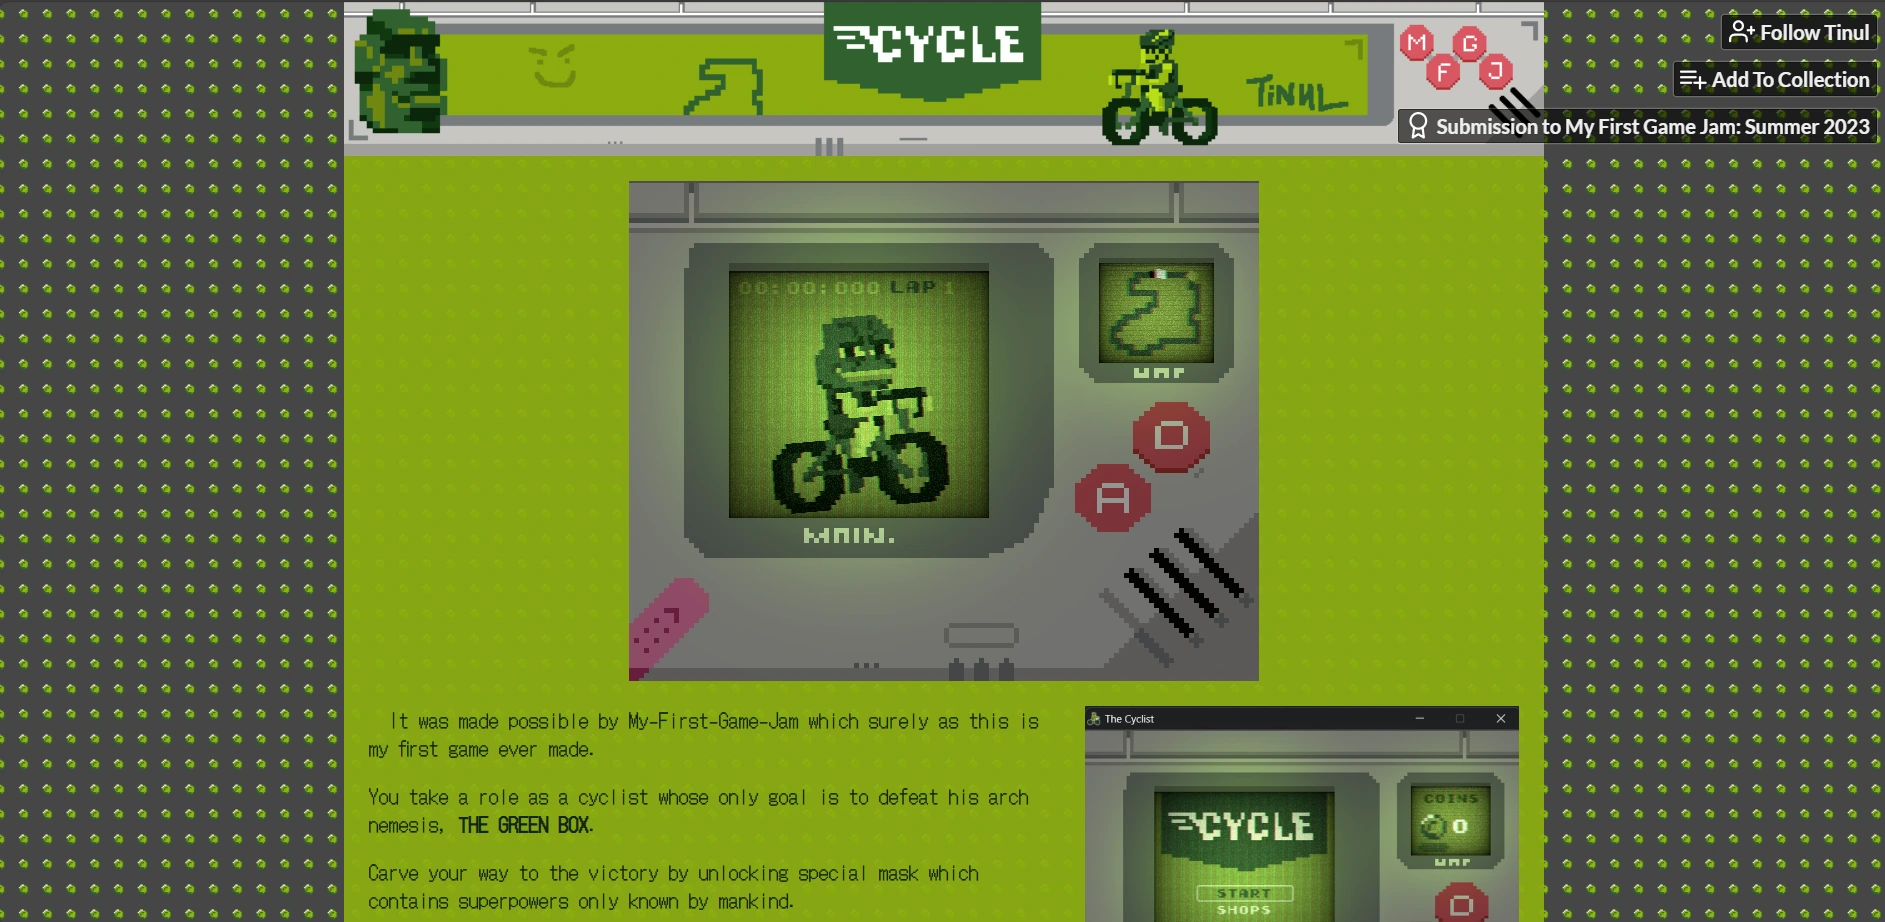 CYCLE
TINUL
M G
F J
Follow Tinul
Add To Collection
Submission to My First Game Jam: Summer 2023
00:00:000 LAP 1
MAP
O
A
MAIN.
It was made possible by My-First-Game-Jam which surely as this is
my first game ever made.
You take a role as a cyclist whose only goal is to defeat his arch
nemesis, THE GREEN BOX.
Carve your way to the victory by unlocking special mask which
contains superpowers only known by mankind.
The Cyclist
CYCLE
COINS
0
MAP
START
SHOPS
O